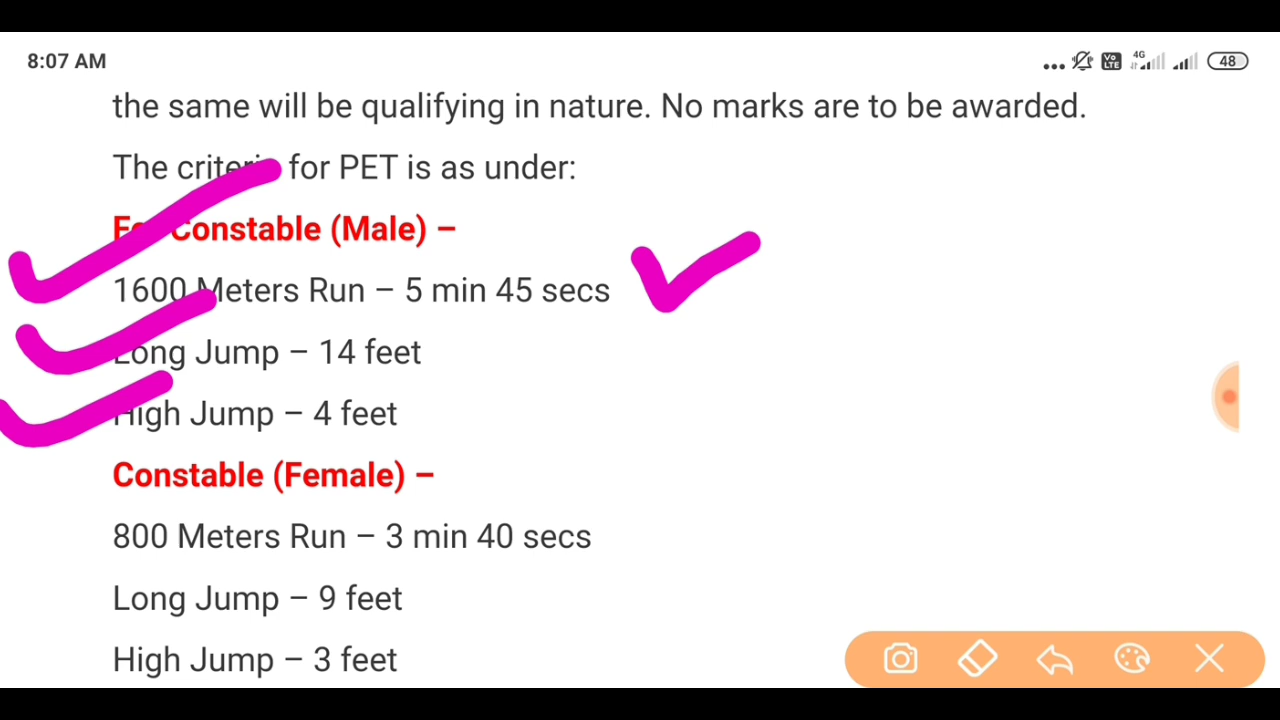 8:07 AM
4G
Vo LTE
48
the same will be qualifying in nature. No marks are to be awarded.
The criteria for PET is as under:
For Constable (Male) –
1600 Meters Run – 5 min 45 secs
Long Jump – 14 feet
High Jump – 4 feet
Constable (Female) –
800 Meters Run – 3 min 40 secs
Long Jump – 9 feet
High Jump – 3 feet